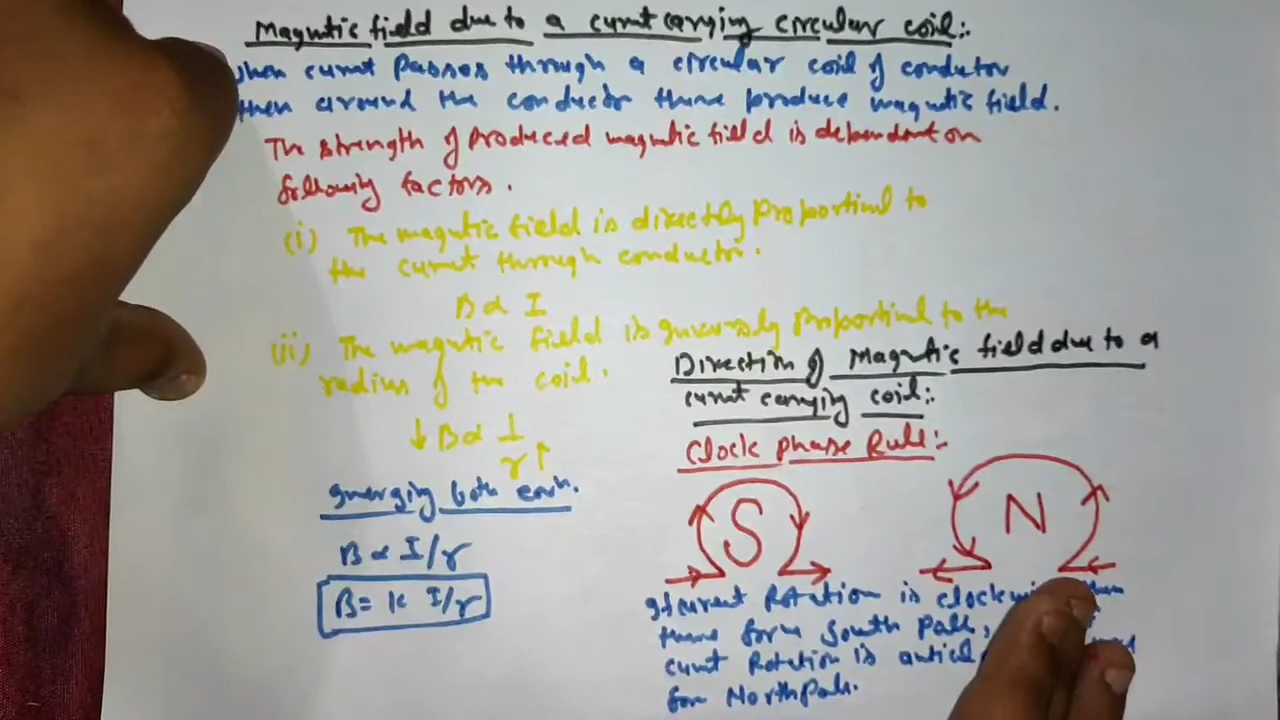 Magnetic field due to a current carrying circular coil:-
When current passes through a circular coil of conductor
then around the conductor there produce magnetic field.
The strength of produced magnetic field is dependent on
following factors.
(i) The magnetic field is directly proportional to
the current through conductor.
B ∝ I
(ii) The magnetic field is inversely proportional to the
radius of the coil.
↓ B ∝ 1/r ↑
both eqn.
B ∝ I/r
B = K I/r
Direction of Magnetic field due to a
current carrying coil:-
Clock phase Rule:-
S
N
If current Rotation is clockwise
there form South Pole,
current Rotation is
for North Pole.